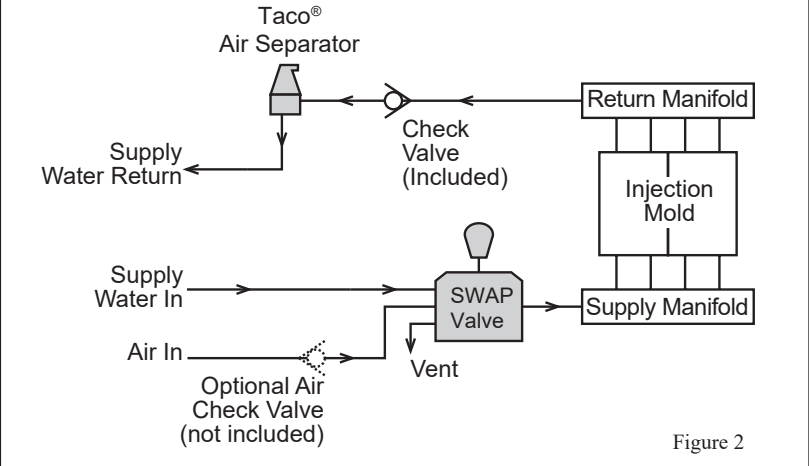 Taco®
Air Separator
Return Manifold
Check
Valve
(Included)
Supply
Water Return
Injection
Mold
Supply
Water In
SWAP
Valve
Supply Manifold
Air In
Vent
Optional Air
Check Valve
(not included)
Figure 2